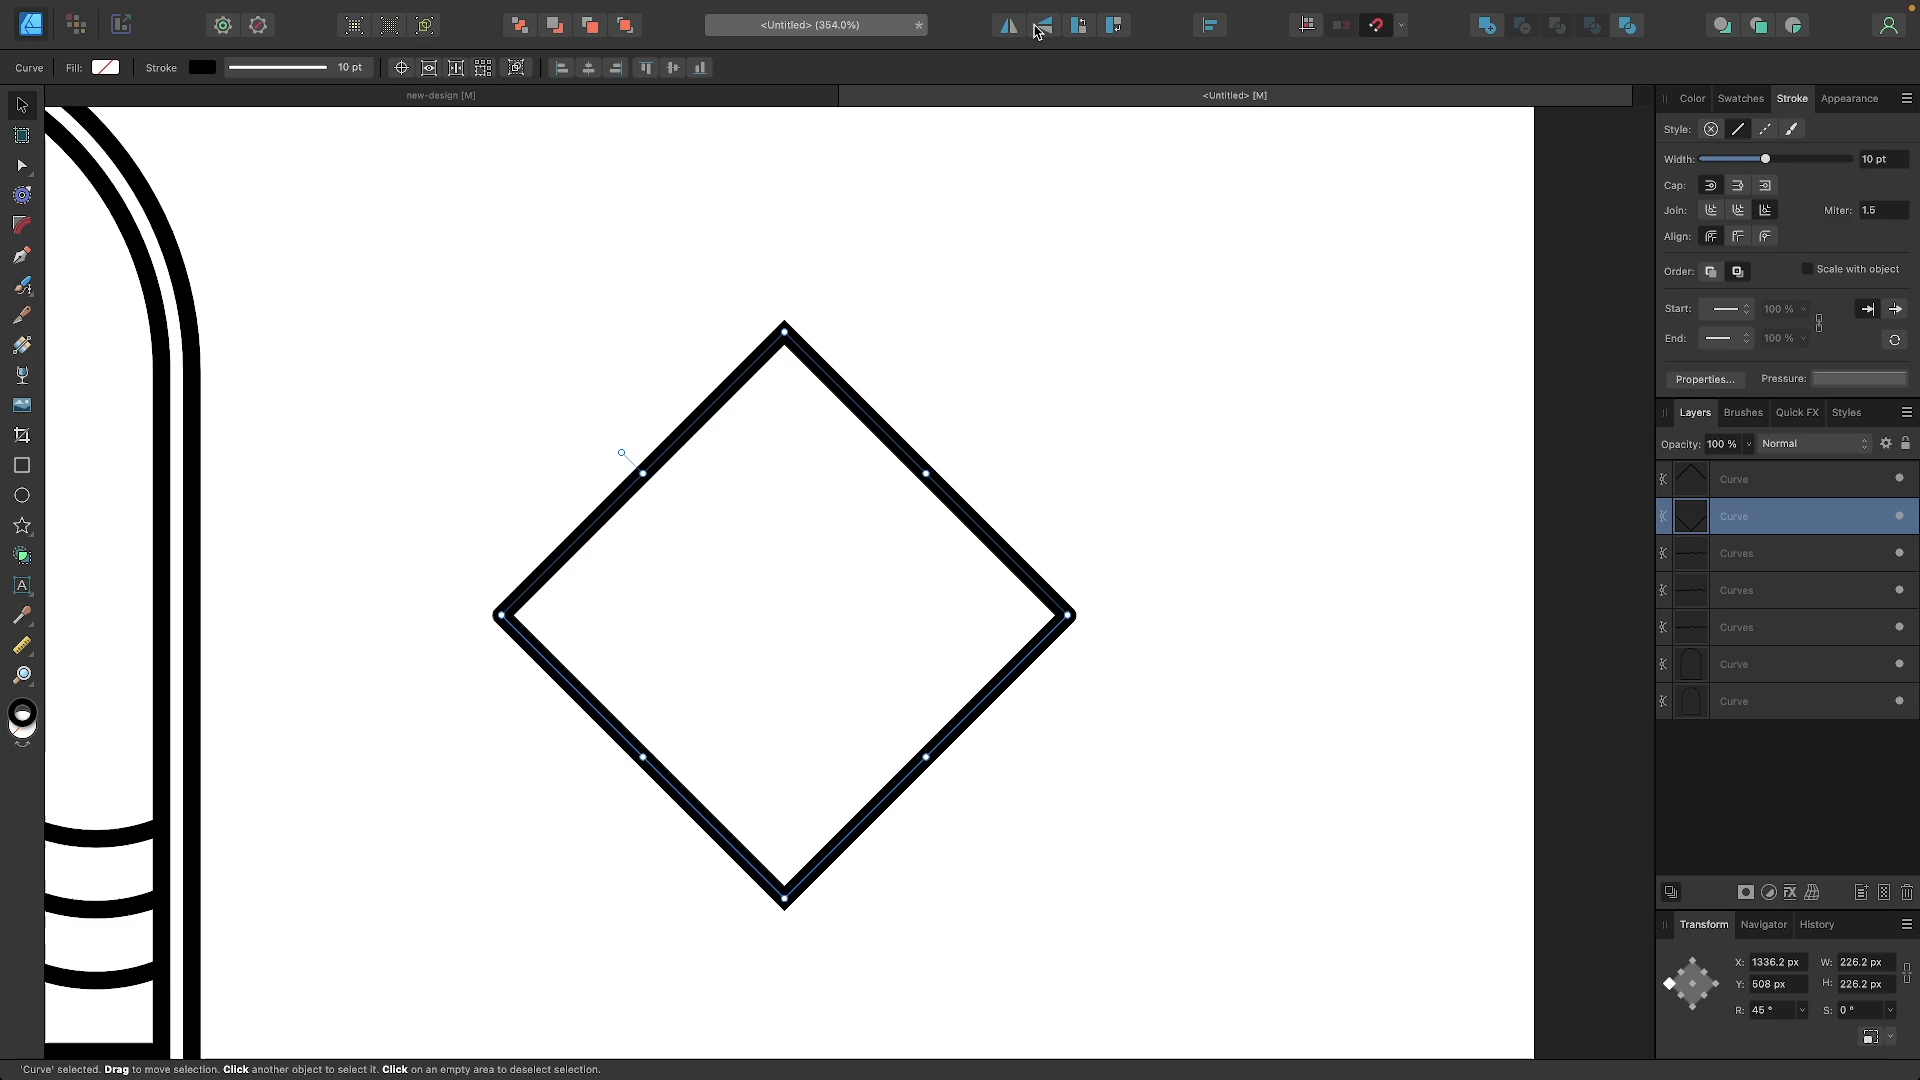 <Untitled> (354.0%)
*
Curve
Fill:
Stroke
10 pt
new-design [M]
<Untitled> [M]
Color
Swatches
Stroke
Appearance
Style:
Width:
10 pt
Cap:
Join:
Miter:
1.5
Align:
Order:
Scale with object
Start:
100 %
End:
100 %
Properties...
Pressure:
Layers
Brushes
Quick FX
Styles
Opacity:
100 %
Normal
Curve
Curve
Curves
Curves
Curves
Curve
Curve
Transform
Navigator
History
X: 1336.2 px
W: 226.2 px
Y: 508 px
H: 226.2 px
R: 45 °
S: 0 °
'Curve' selected. Drag to move selection. Click another object to select it. Click on an empty area to deselect selection.